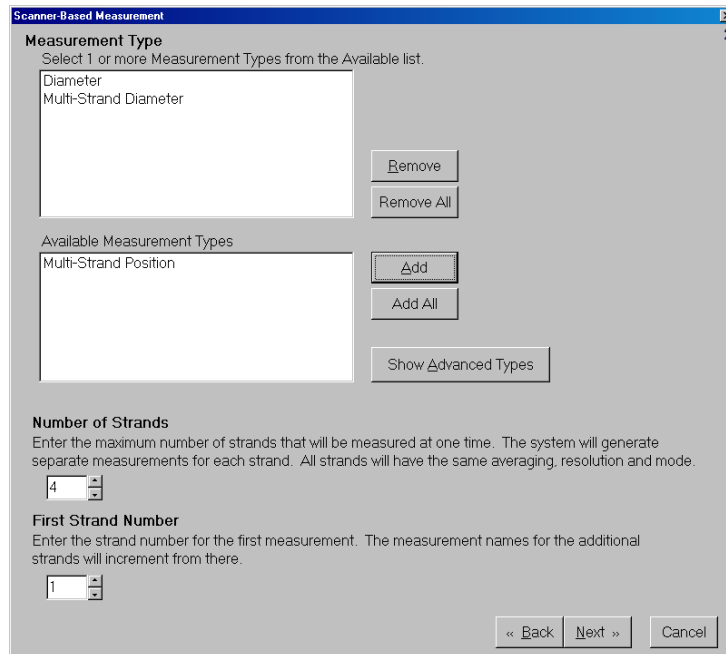 Scanner-Based Measurement
Measurement Type
Select 1 or more Measurement Types from the Available list.
Diameter
Multi-Strand Diameter
Remove
Remove All
Available Measurement Types
Multi-Strand Position
Add
Add All
Show Advanced Types
Number of Strands
Enter the maximum number of strands that will be measured at one time. The system will generate
separate measurements for each strand. All strands will have the same averaging, resolution and mode.
4
First Strand Number
Enter the strand number for the first measurement. The measurement names for the additional
strands will increment from there.
1
« Back
Next »
Cancel